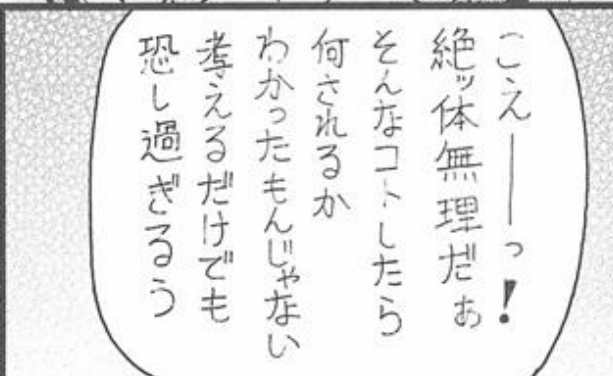 こえ――っ!
絶ッ体無理だぁ
そんなコトしたら
何されるか
わかったもんじゃない
考えるだけでも
恐し過ぎるう